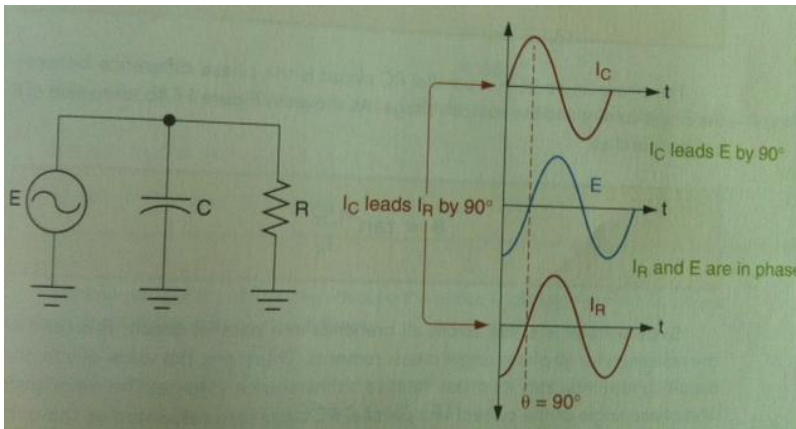 E
C
R
I_C leads I_R by 90°
I_C
t
I_C leads E by 90°
E
t
I_R and E are in phase
I_R
t
θ = 90°